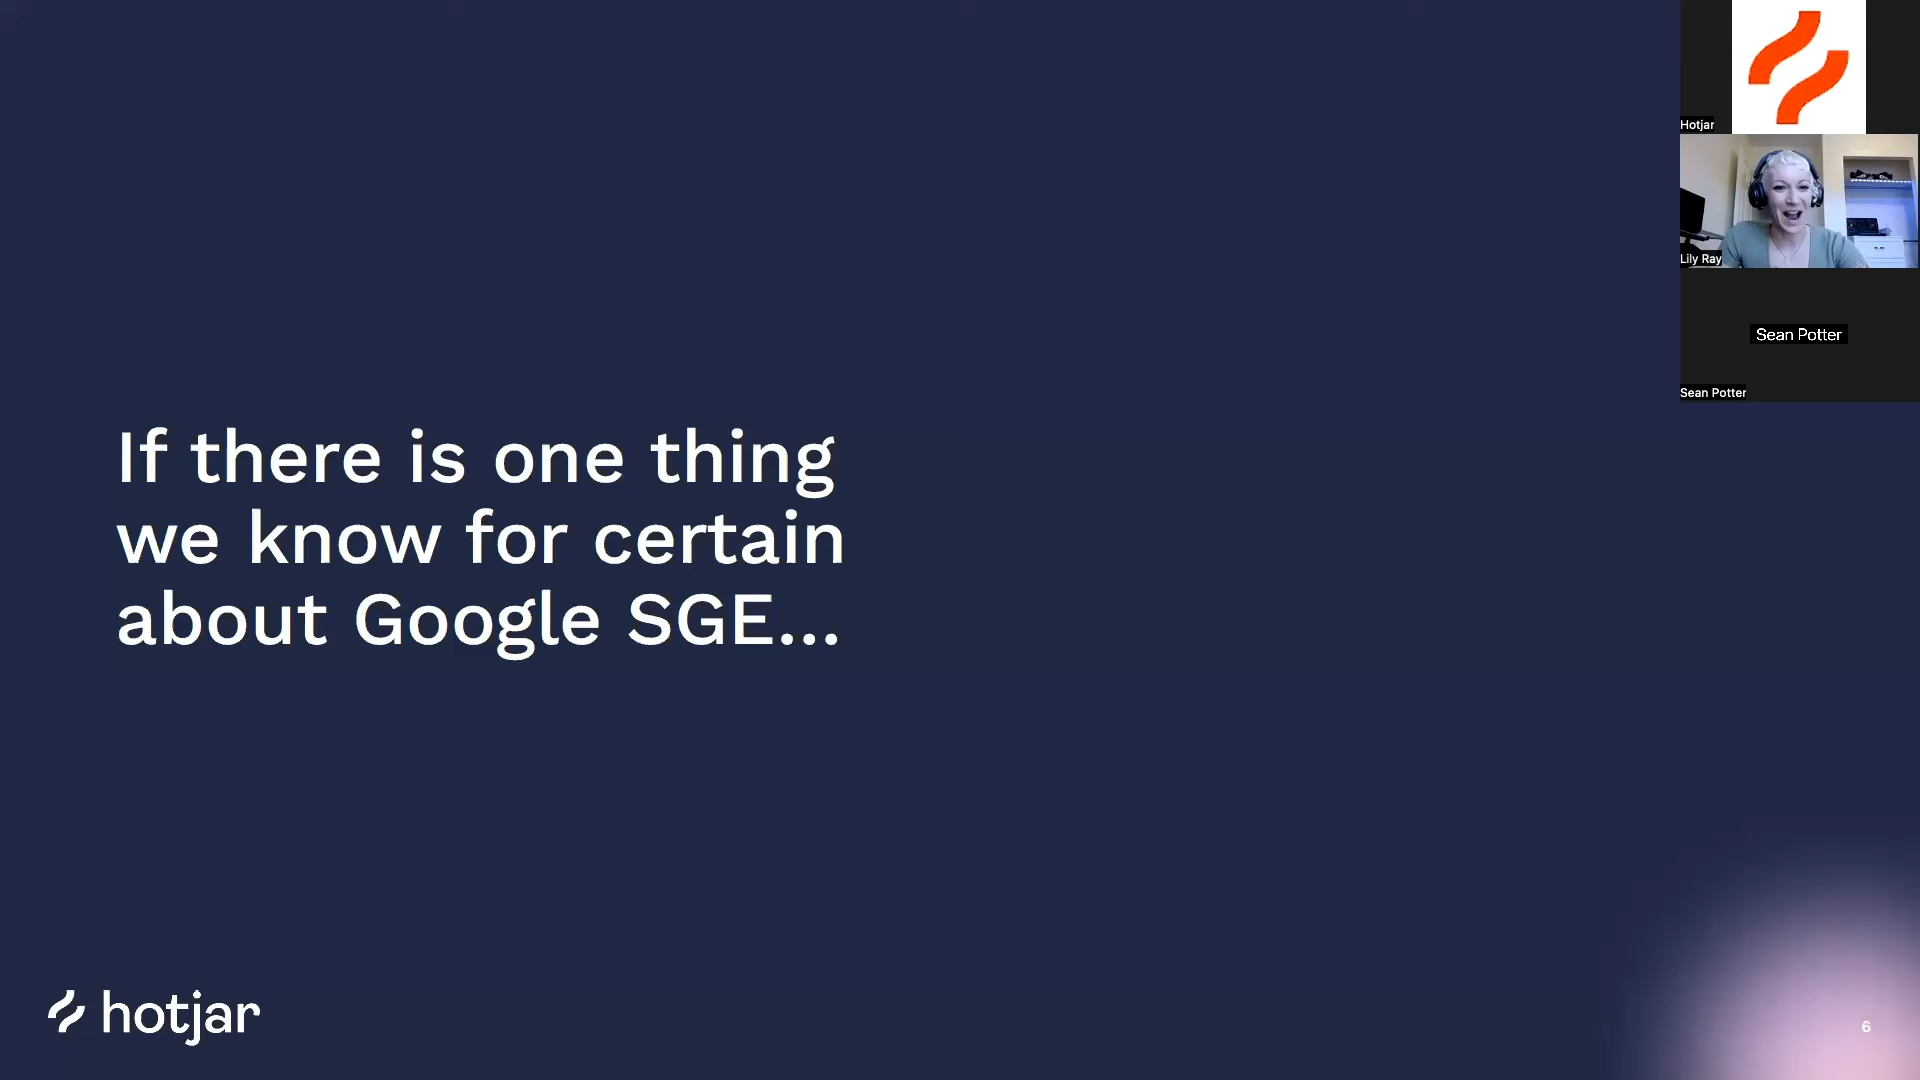 Hotjar
Lily Ray
Sean Potter
Sean Potter
If there is one thing
we know for certain
about Google SGE...
hotjar
6